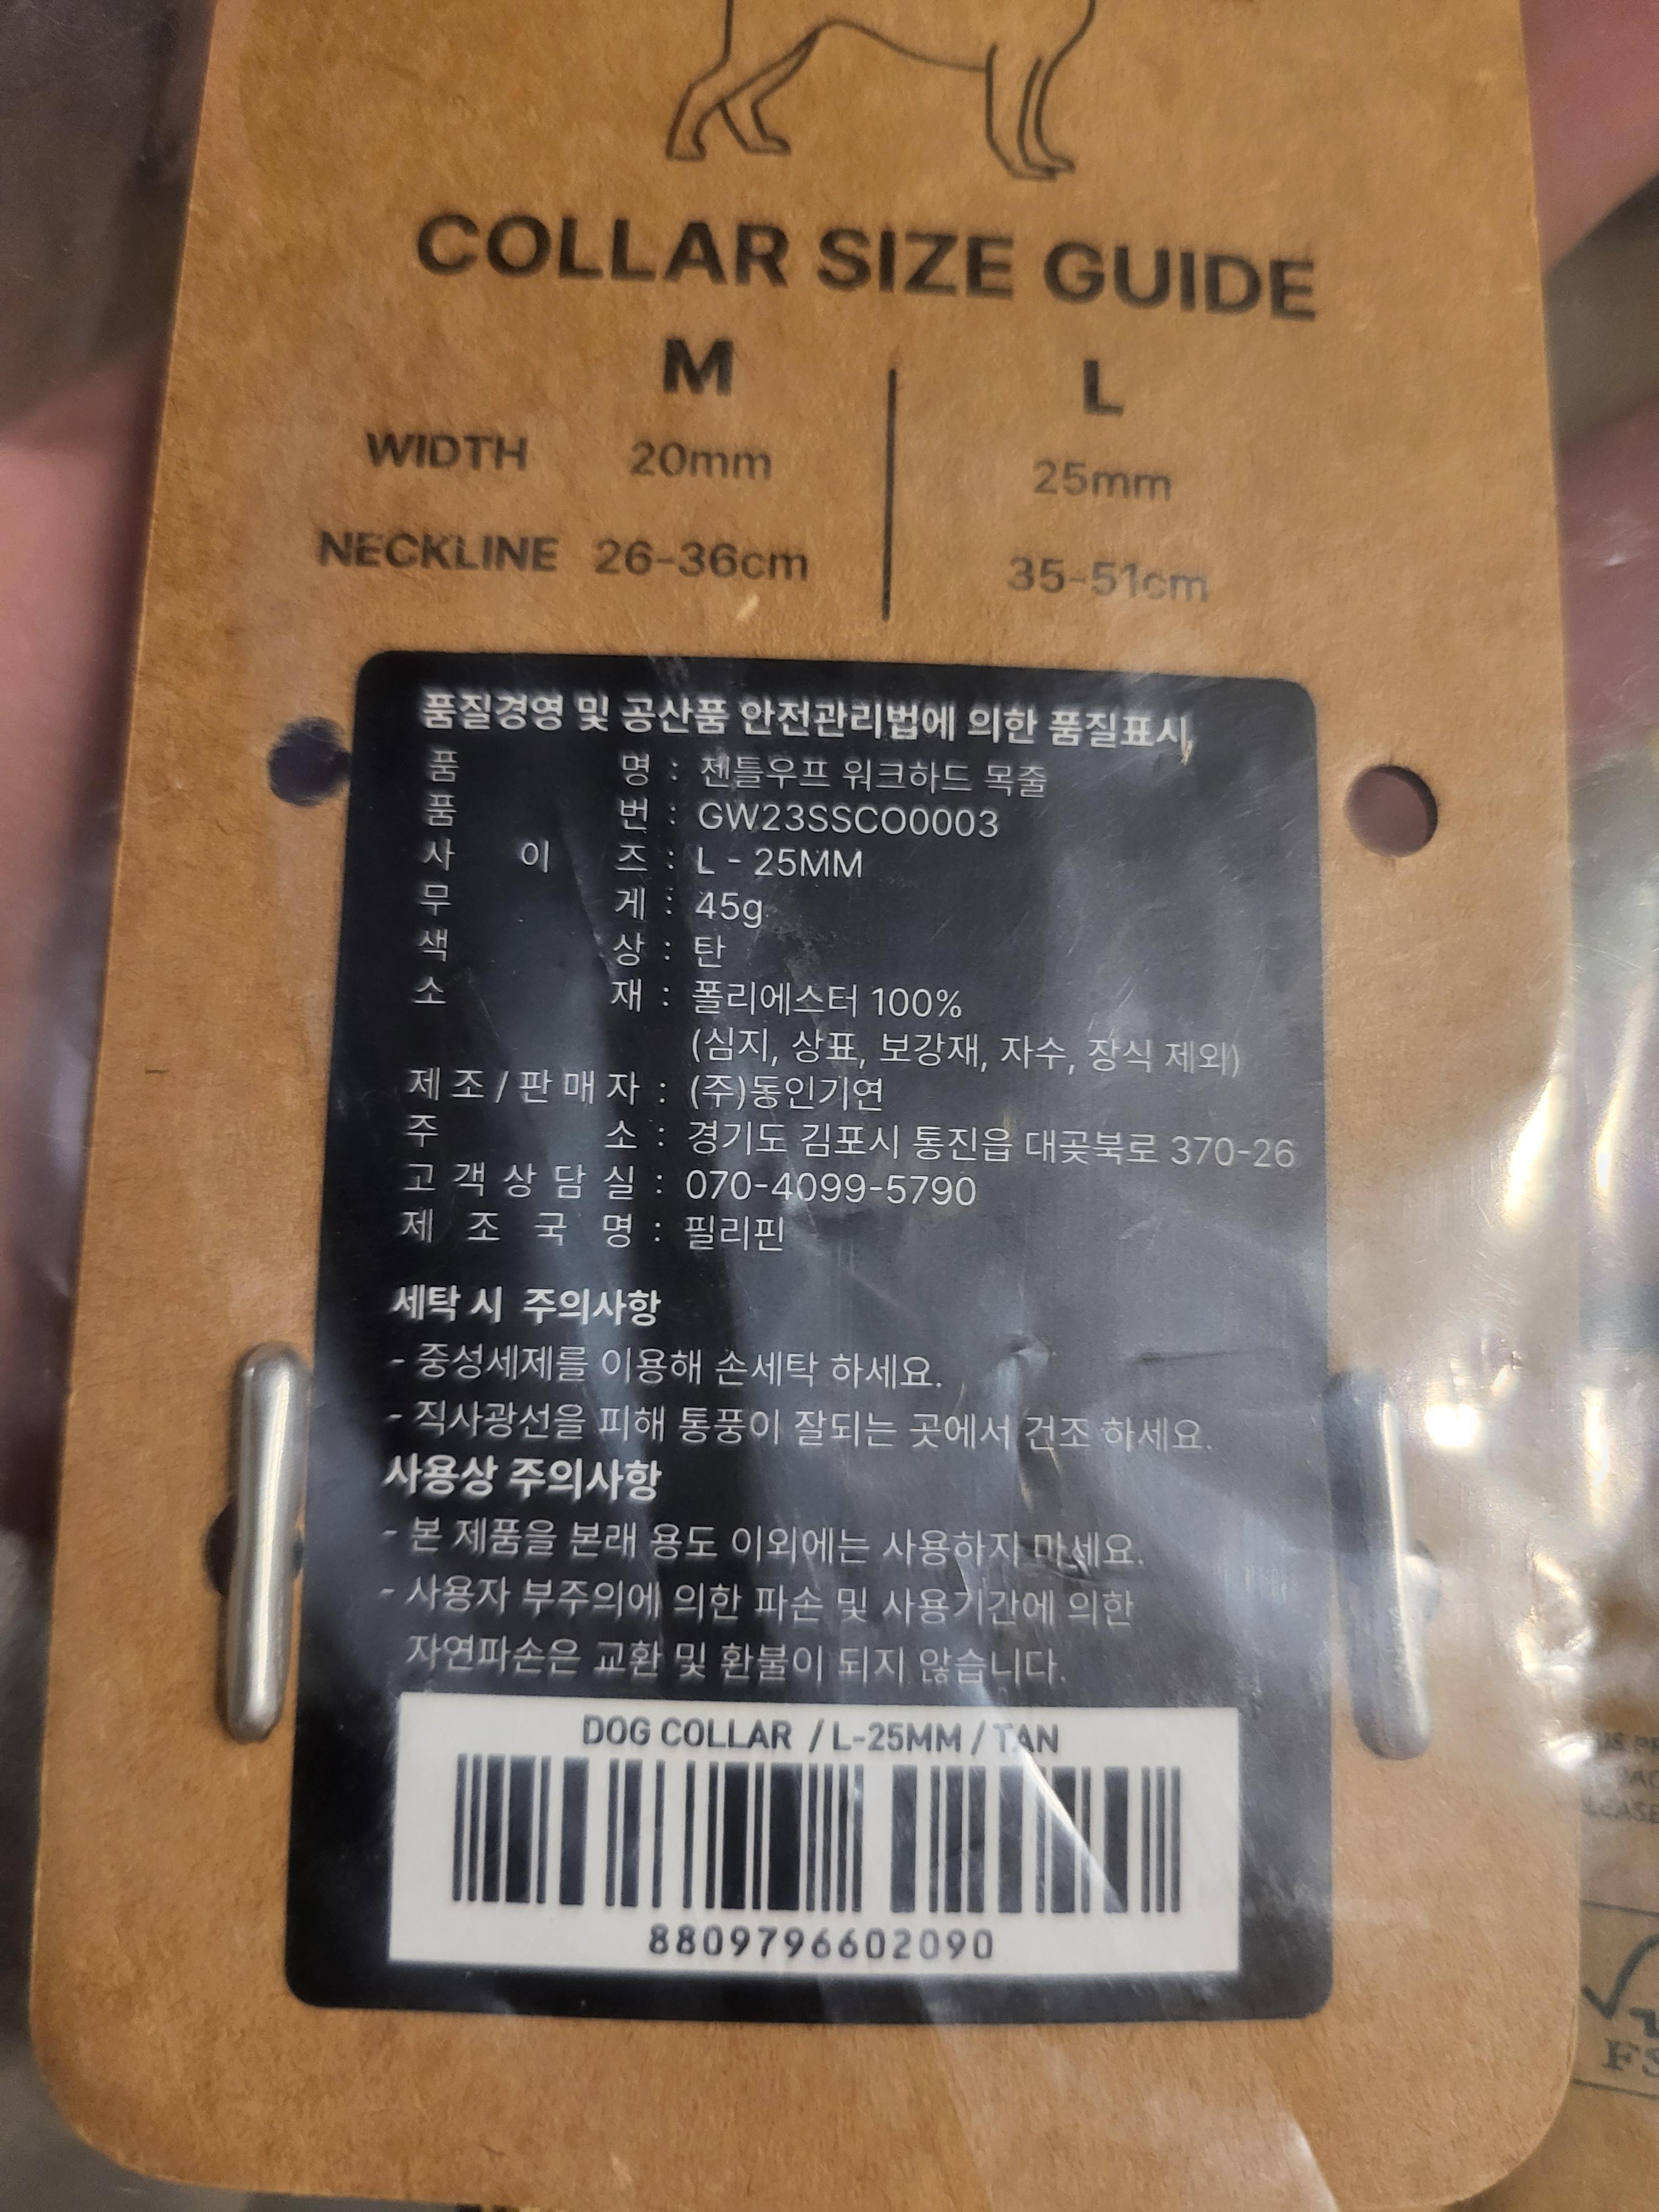 COLLAR SIZE GUIDE
M L
WIDTH 20mm 25mm
NECKLINE 26-36cm 35-51cm
품질경영 및 공산품 안전관리법에 의한 품질표시
품 명 : 젠틀우프 워크하드 목줄
품 번 : GW23SSCO0003
사 이 즈 : L - 25MM
무 게 : 45g
색 상 : 탄
소 재 : 폴리에스터 100%
(심지, 상표, 보강재, 자수, 장식 제외)
제 조 / 판 매 자 : (주)동인기연
주 소 : 경기도 김포시 통진읍 대곶북로 370-26
고 객 상 담 실 : 070-4099-5790
제 조 국 명 : 필리핀
세탁 시 주의사항
- 중성세제를 이용해 손세탁 하세요.
- 직사광선을 피해 통풍이 잘되는 곳에서 건조 하세요.
사용상 주의사항
- 본 제품을 본래 용도 이외에는 사용하지 마세요.
- 사용자 부주의에 의한 파손 및 사용기간에 의한
자연파손은 교환 및 환불이 되지 않습니다.
DOG COLLAR / L-25MM / TAN
8809796602090